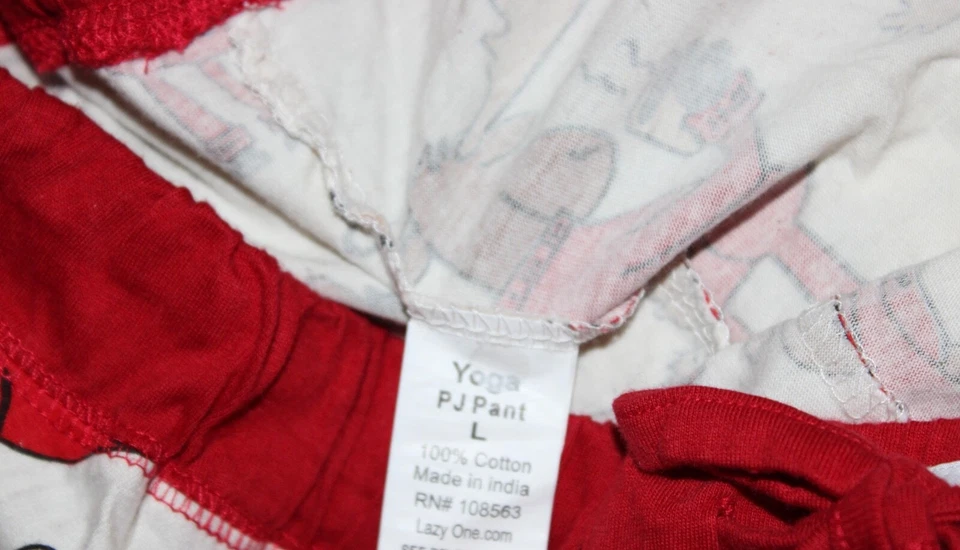 Yoga
PJ Pant
L
100% Cotton
Made in india
RN# 108563
Lazy One.com